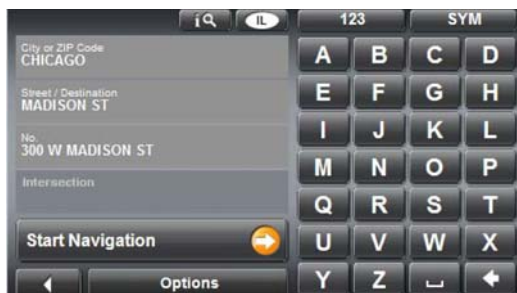 i IL
123 SYM
City or ZIP Code
CHICAGO
Street / Destination
MADISON ST
No.
300 W MADISON ST
Intersection
Start Navigation
Options
A B C D
E F G H
I J K L
M N O P
Q R S T
U V W X
Y Z